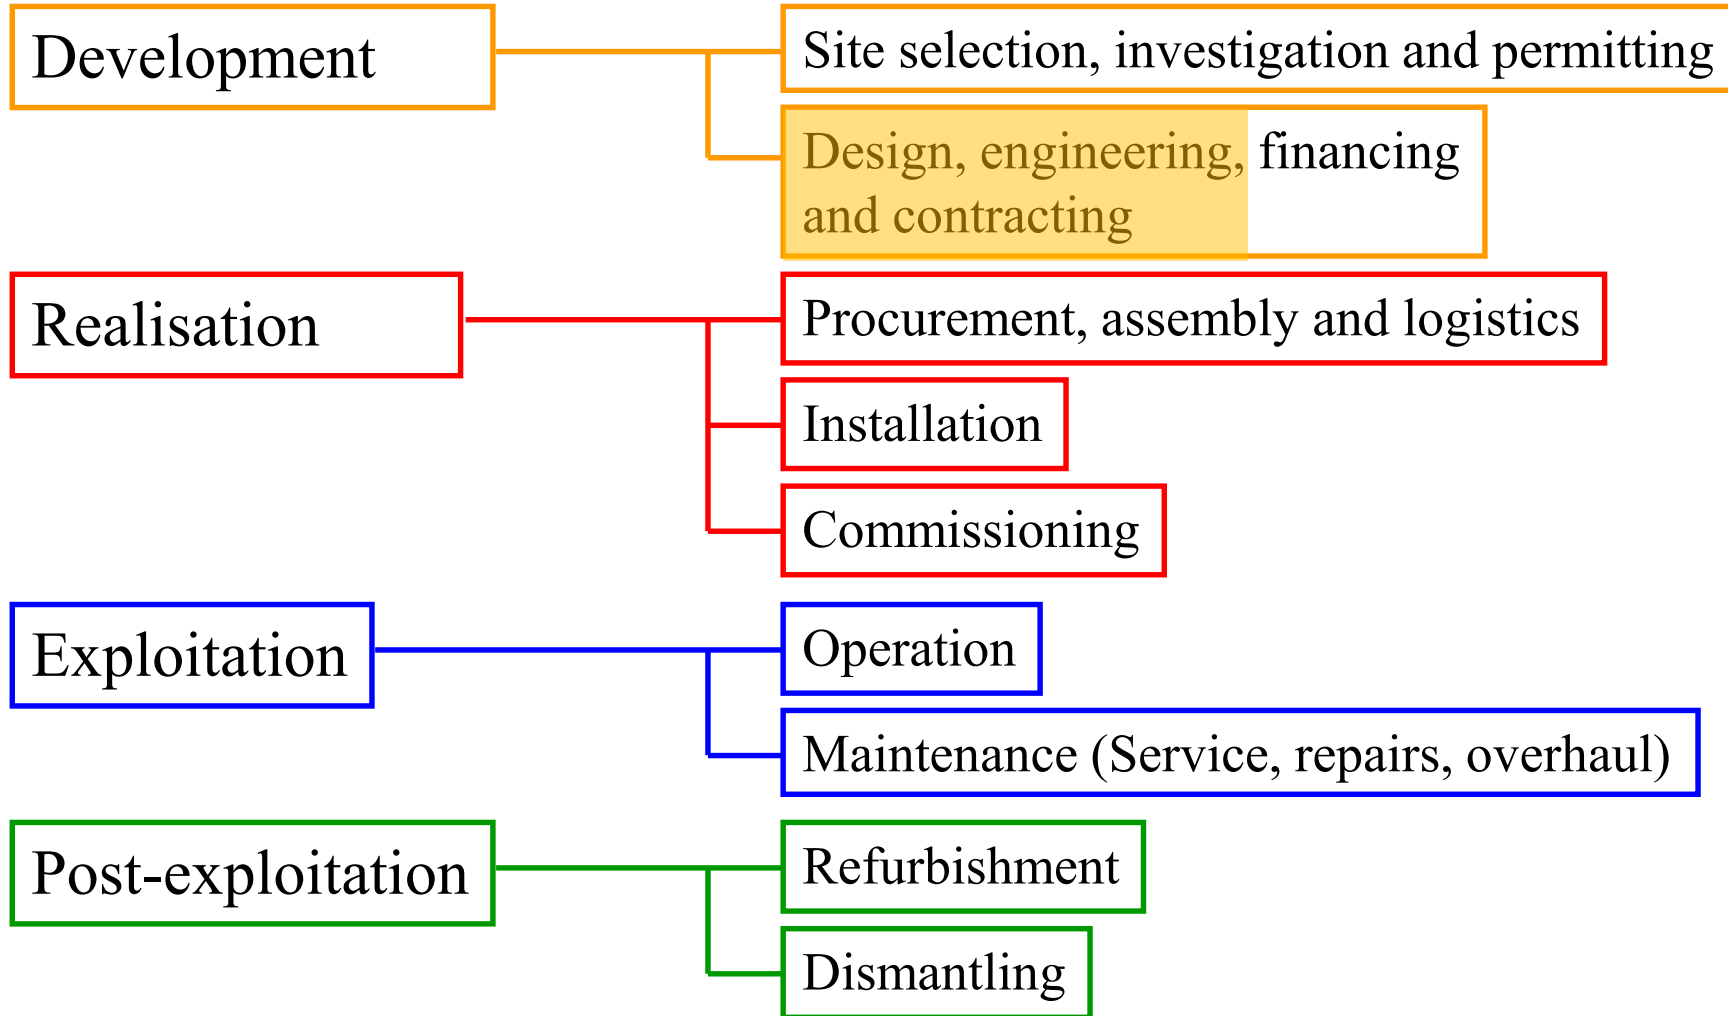 Development
Site selection, investigation and permitting
Design, engineering, financing
and contracting
Realisation
Procurement, assembly and logistics
Installation
Commissioning
Exploitation
Operation
Maintenance (Service, repairs, overhaul)
Post-exploitation
Refurbishment
Dismantling